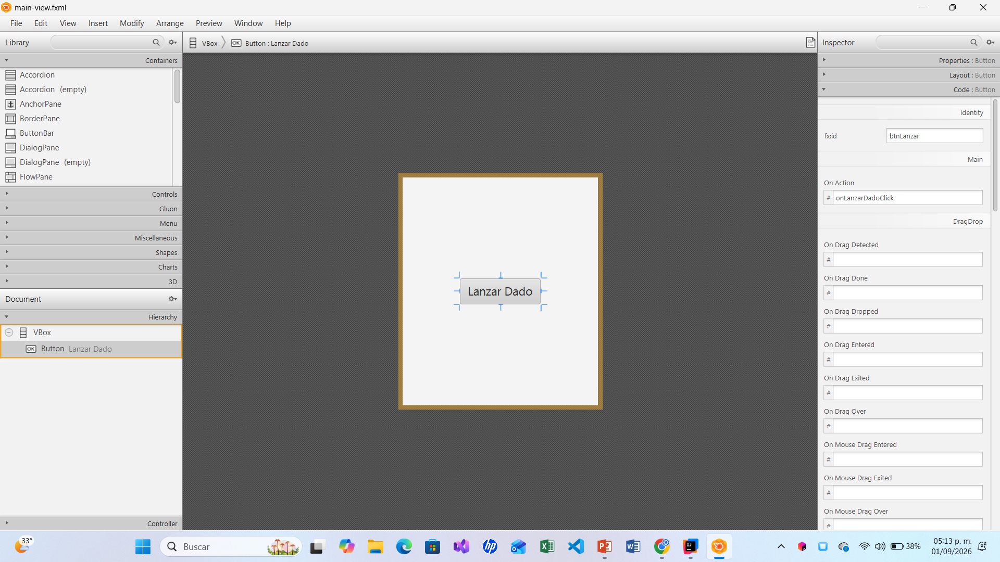 main-view.fxml
File Edit View Insert Modify Arrange Preview Window Help
Library
Containers
Accordion
Accordion (empty)
AnchorPane
BorderPane
ButtonBar
DialogPane
DialogPane (empty)
FlowPane
Controls
Gluon
Menu
Miscellaneous
Shapes
Charts
3D
Document
Hierarchy
VBox
OK Button Lanzar Dado
Controller
VBox OK Button : Lanzar Dado
Lanzar Dado
Inspector
Properties : Button
Layout : Button
Code : Button
Identity
fx:id btnLanzar
Main
On Action
# onLanzarDadoClick
DragDrop
On Drag Detected
#
On Drag Done
#
On Drag Dropped
#
On Drag Entered
#
On Drag Exited
#
On Drag Over
#
On Mouse Drag Entered
#
On Mouse Drag Exited
#
On Mouse Drag Over
#
33°
Buscar
38%
05:13 p. m.
01/09/2026